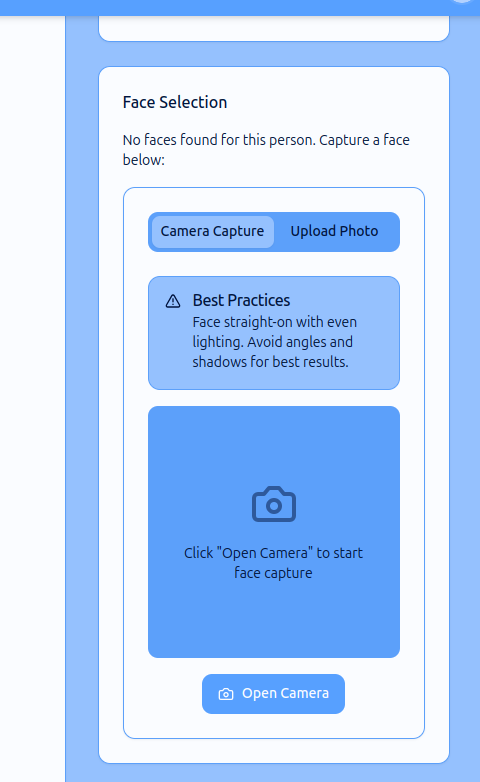 Face Selection
No faces found for this person. Capture a face
below:
Camera Capture
Upload Photo
Best Practices
Face straight-on with even
lighting. Avoid angles and
shadows for best results.
Click "Open Camera" to start
face capture
Open Camera